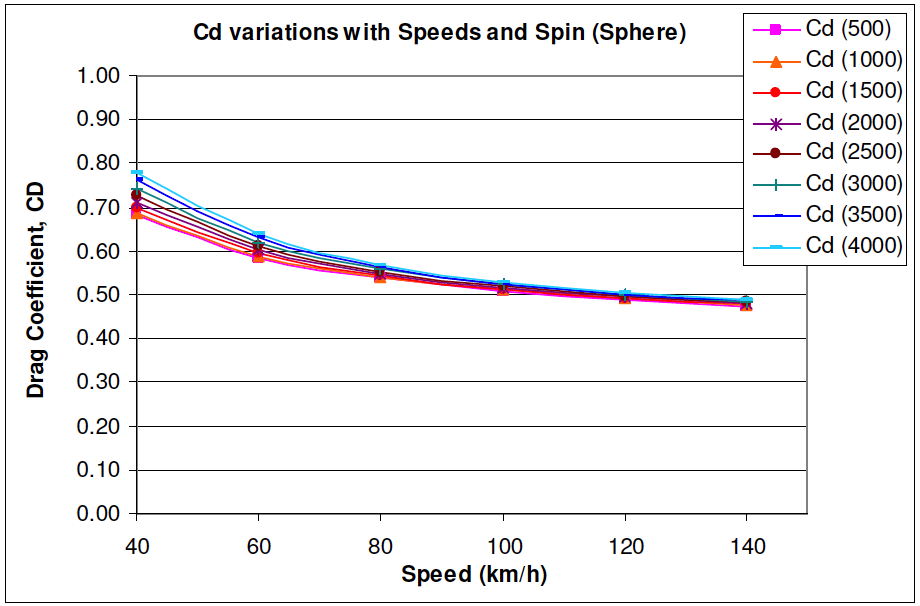 Cd variations with Speeds and Spin (Sphere)
Cd (500)
Cd (1000)
Cd (1500)
Cd (2000)
Cd (2500)
Cd (3000)
Cd (3500)
Cd (4000)
Drag Coefficient, CD
1.00
0.90
0.80
0.70
0.60
0.50
0.40
0.30
0.20
0.10
0.00
40 60 80 100 120 140
Speed (km/h)